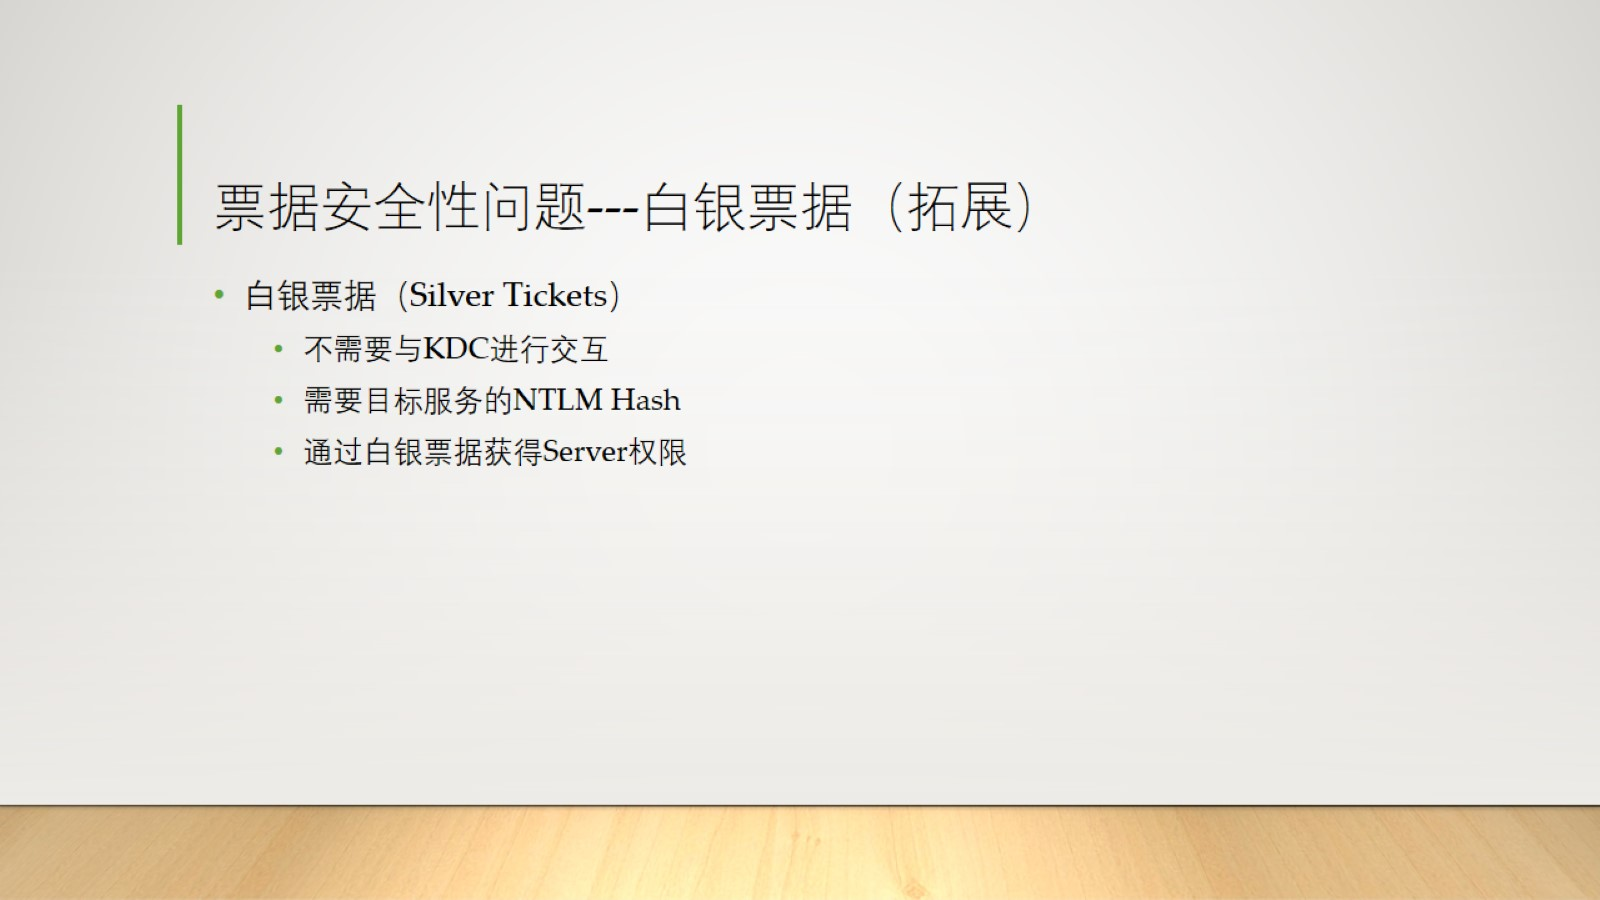 票据安全性问题---白银票据（拓展）
• 白银票据（Silver Tickets）
• 不需要与KDC进行交互
• 需要目标服务的NTLM Hash
• 通过白银票据获得Server权限